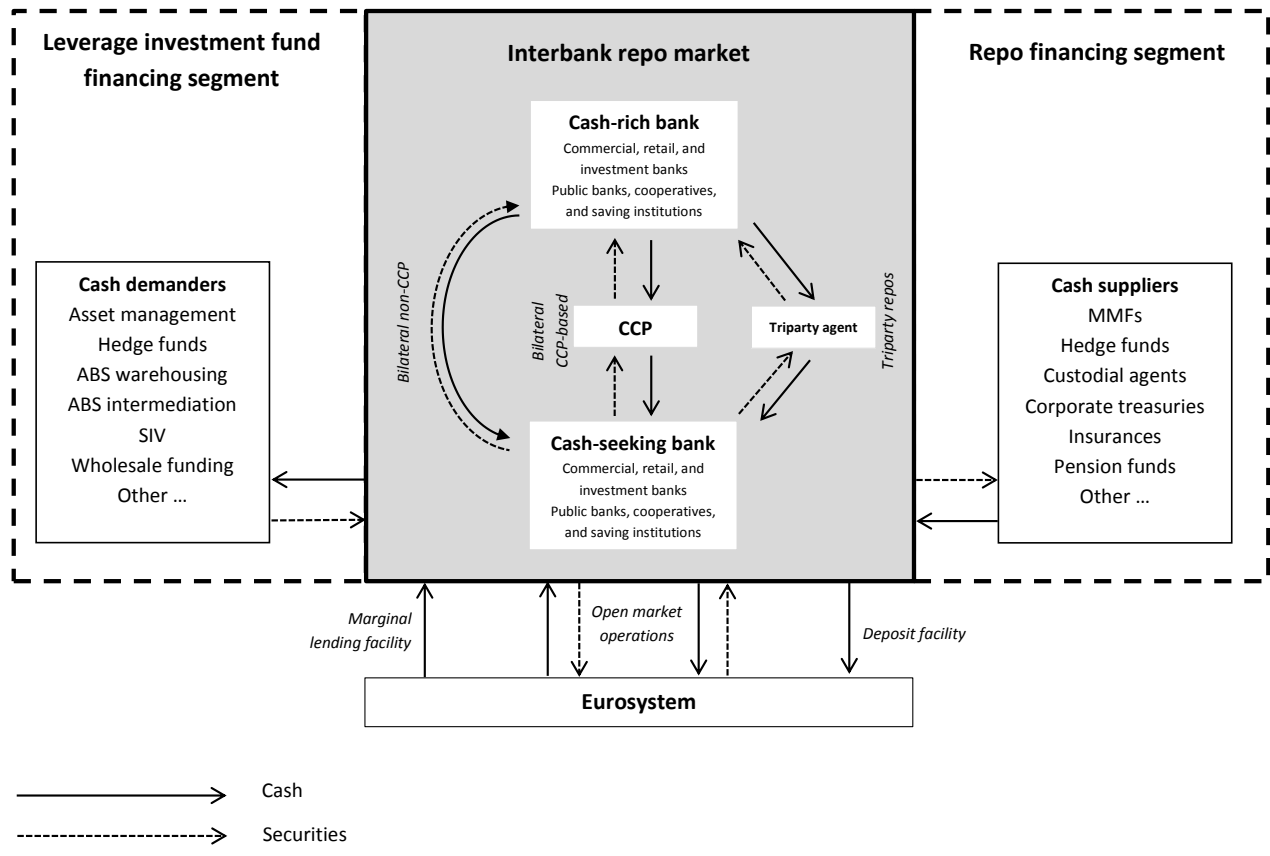 Leverage investment fund
financing segment
Interbank repo market
Repo financing segment
Cash-rich bank
Commercial, retail, and
investment banks
Public banks, cooperatives,
and saving institutions
Cash demanders
Asset management
Hedge funds
ABS warehousing
ABS intermediation
SIV
Wholesale funding
Other ...
Bilateral non-CCP
Bilateral
CCP-based
CCP
Triparty agent
Triparty repos
Cash suppliers
MMFs
Hedge funds
Custodial agents
Corporate treasuries
Insurances
Pension funds
Other ...
Cash-seeking bank
Commercial, retail, and
investment banks
Public banks, cooperatives,
and saving institutions
Marginal
lending facility
Open market
operations
Deposit facility
Eurosystem
Cash
Securities